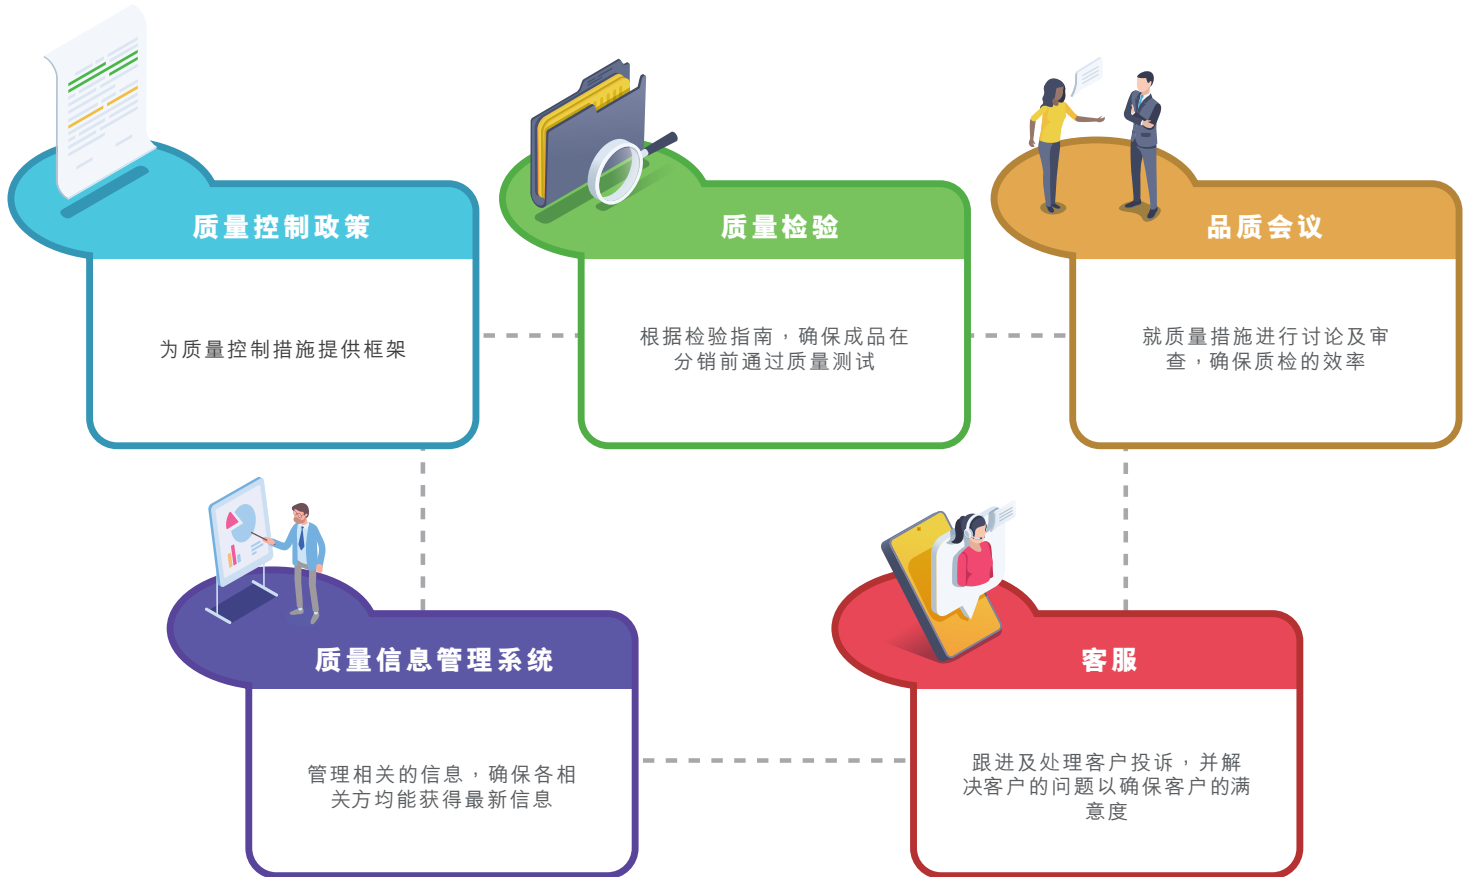 质量控制政策
为质量控制措施提供框架
质量检验
根据检验指南，确保成品在
分销前通过质量测试
品质会议
就质量措施进行讨论及审
查，确保质检的效率
质量信息管理系统
管理相关的信息，确保各相
关方均能获得最新信息
客服
跟进及处理客户投诉，并解
决客户的问题以确保客户的满
意度